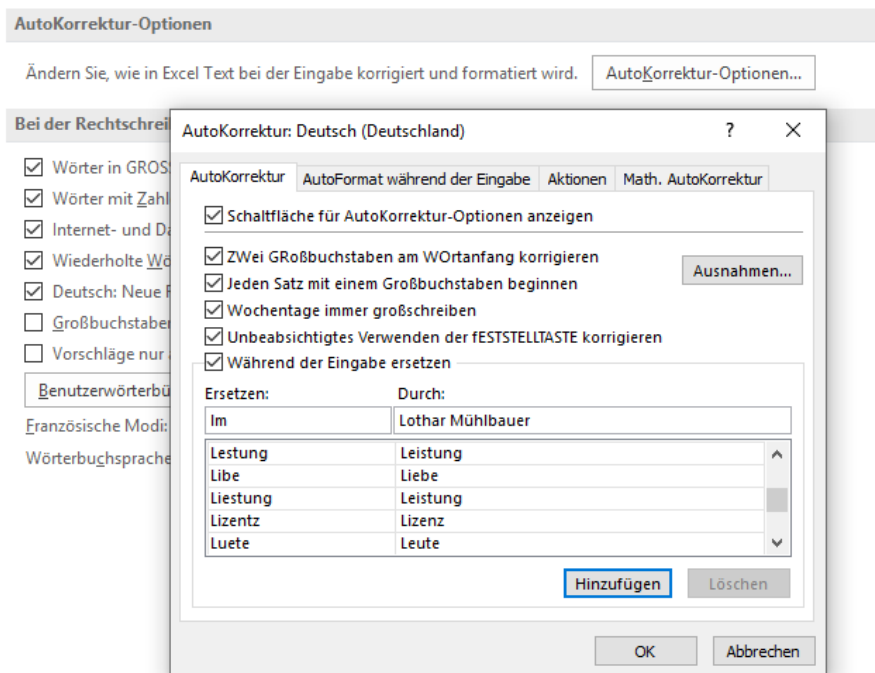 AutoKorrektur-Optionen
Ändern Sie, wie in Excel Text bei der Eingabe korrigiert und formatiert wird. AutoKorrektur-Optionen...
Bei der Rechtschrei
AutoKorrektur: Deutsch (Deutschland) ?
Wörter in GROSS
Wörter mit Zahl
Internet- und Da
Wiederholte Wö
Deutsch: Neue R
Großbuchstaben
Vorschläge nur a
Benutzerwörterbü
Französische Modi:
Wörterbuchsprache
AutoKorrektur AutoFormat während der Eingabe Aktionen Math. AutoKorrektur
Schaltfläche für AutoKorrektur-Optionen anzeigen
ZWei GRoßbuchstaben am WOrtanfang korrigieren
Ausnahmen...
Jeden Satz mit einem Großbuchstaben beginnen
Wochentage immer großschreiben
Unbeabsichtigtes Verwenden der fESTSTELLTASTE korrigieren
Während der Eingabe ersetzen
Ersetzen: Durch:
lm Lothar Mühlbauer
Lestung Leistung
Libe Liebe
Liestung Leistung
Lizentz Lizenz
Luete Leute
Hinzufügen Löschen
OK Abbrechen